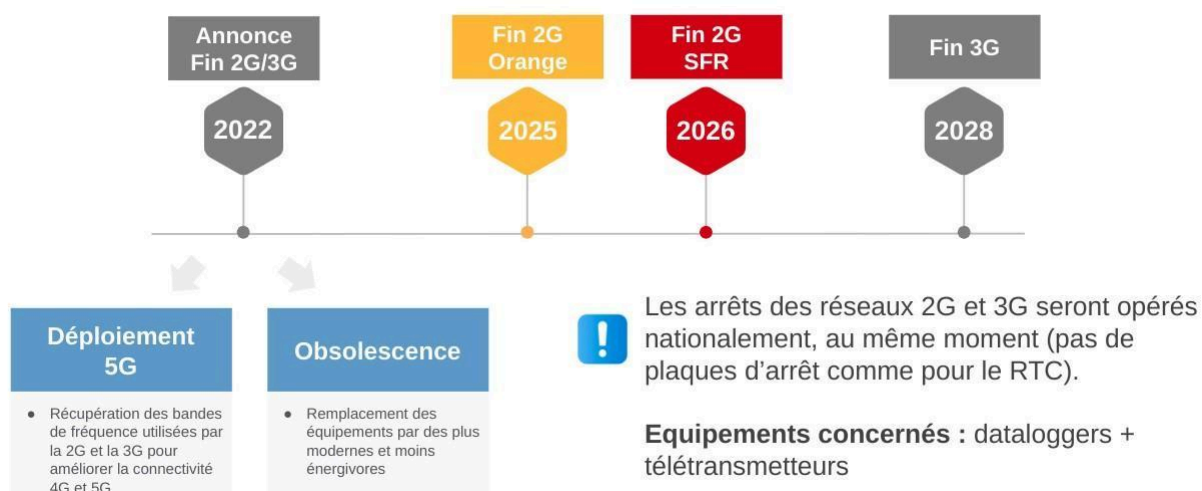 Annonce
Fin 2G/3G
Fin 2G
Orange
Fin 2G
SFR
Fin 3G
2022
2025
2026
2028
Déploiement
5G
● Récupération des bandes
de fréquence utilisées par
la 2G et la 3G pour
améliorer la connectivité
4G et 5G
Obsolescence
● Remplacement des
équipements par des plus
modernes et moins
énergivores
!
Les arrêts des réseaux 2G et 3G seront opérés
nationalement, au même moment (pas de
plaques d’arrêt comme pour le RTC).
Equipements concernés : dataloggers +
télétransmetteurs